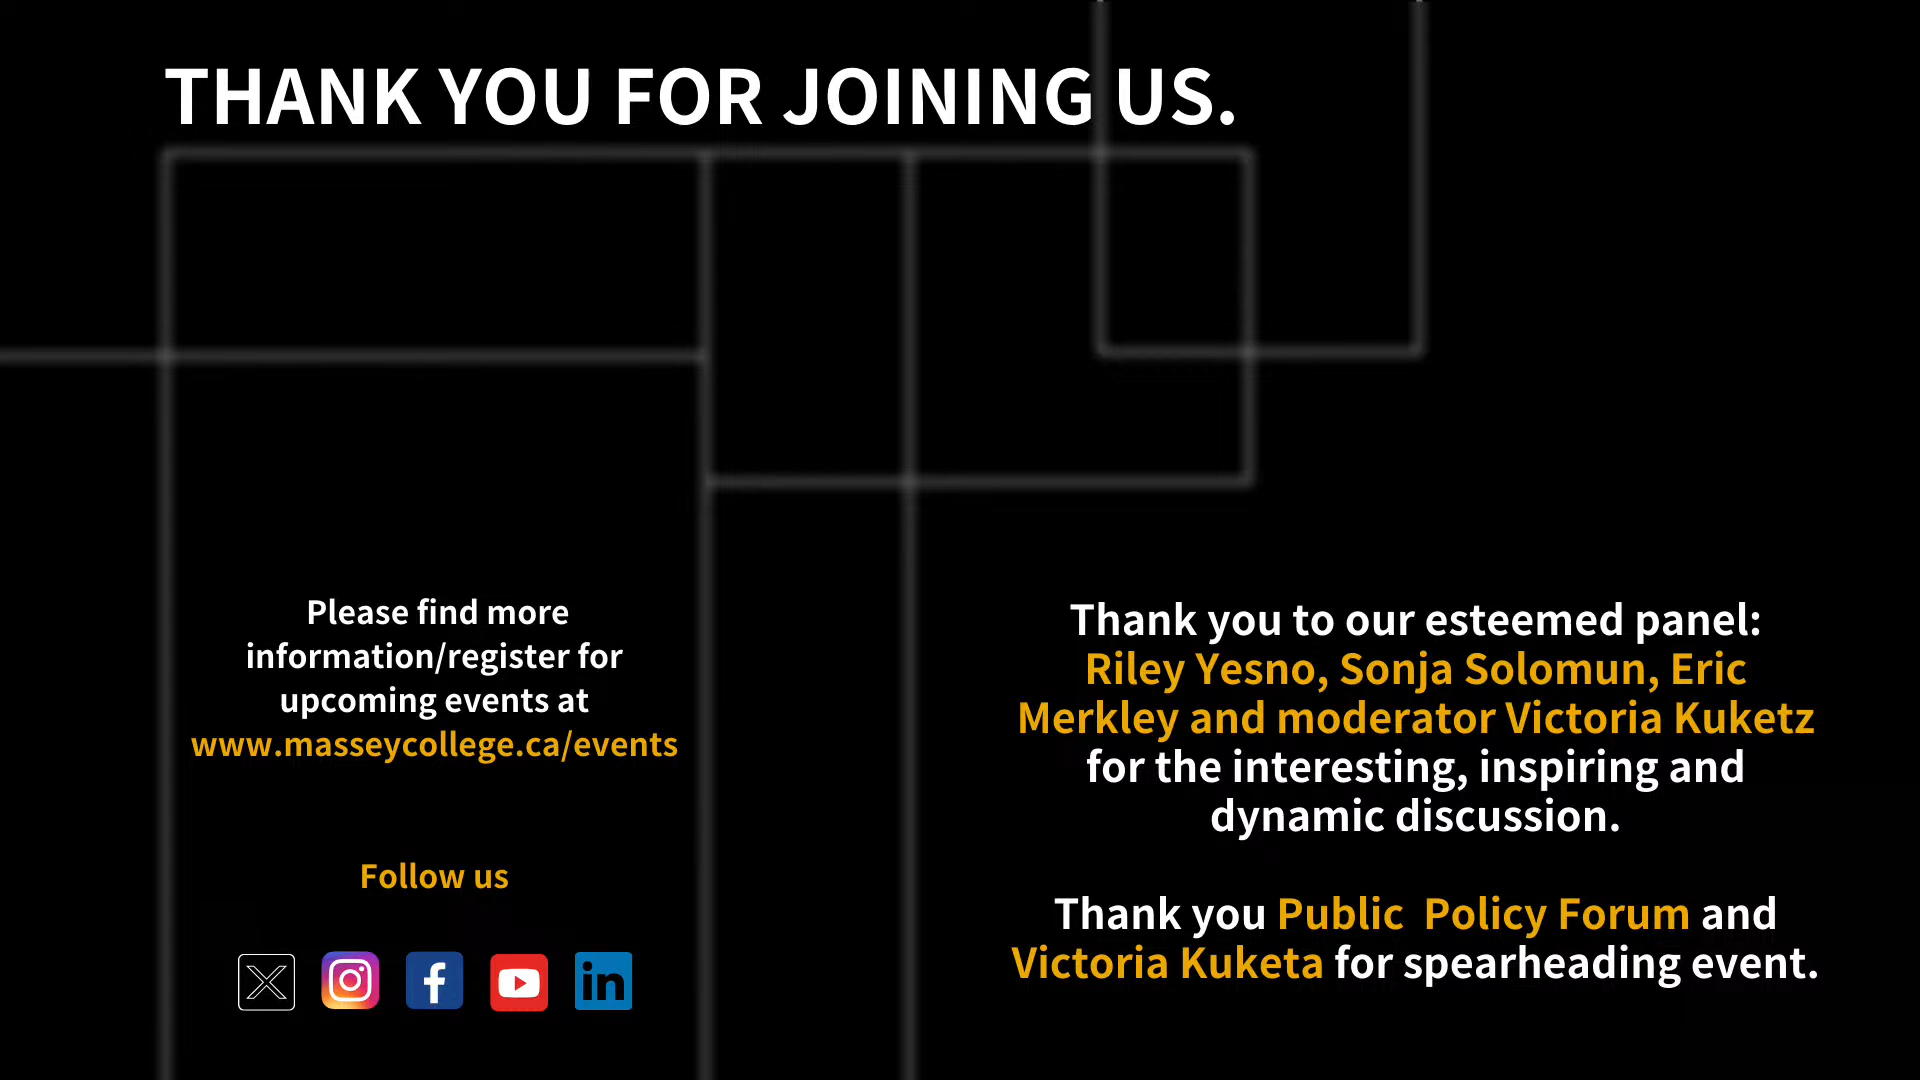 THANK YOU FOR JOINING US.
Please find more
information/register for
upcoming events at
www.masseycollege.ca/events
Follow us
Thank you to our esteemed panel:
Riley Yesno, Sonja Solomun, Eric
Merkley and moderator Victoria Kuketz
for the interesting, inspiring and
dynamic discussion.
Thank you Public  Policy Forum and
Victoria Kuketa for spearheading event.